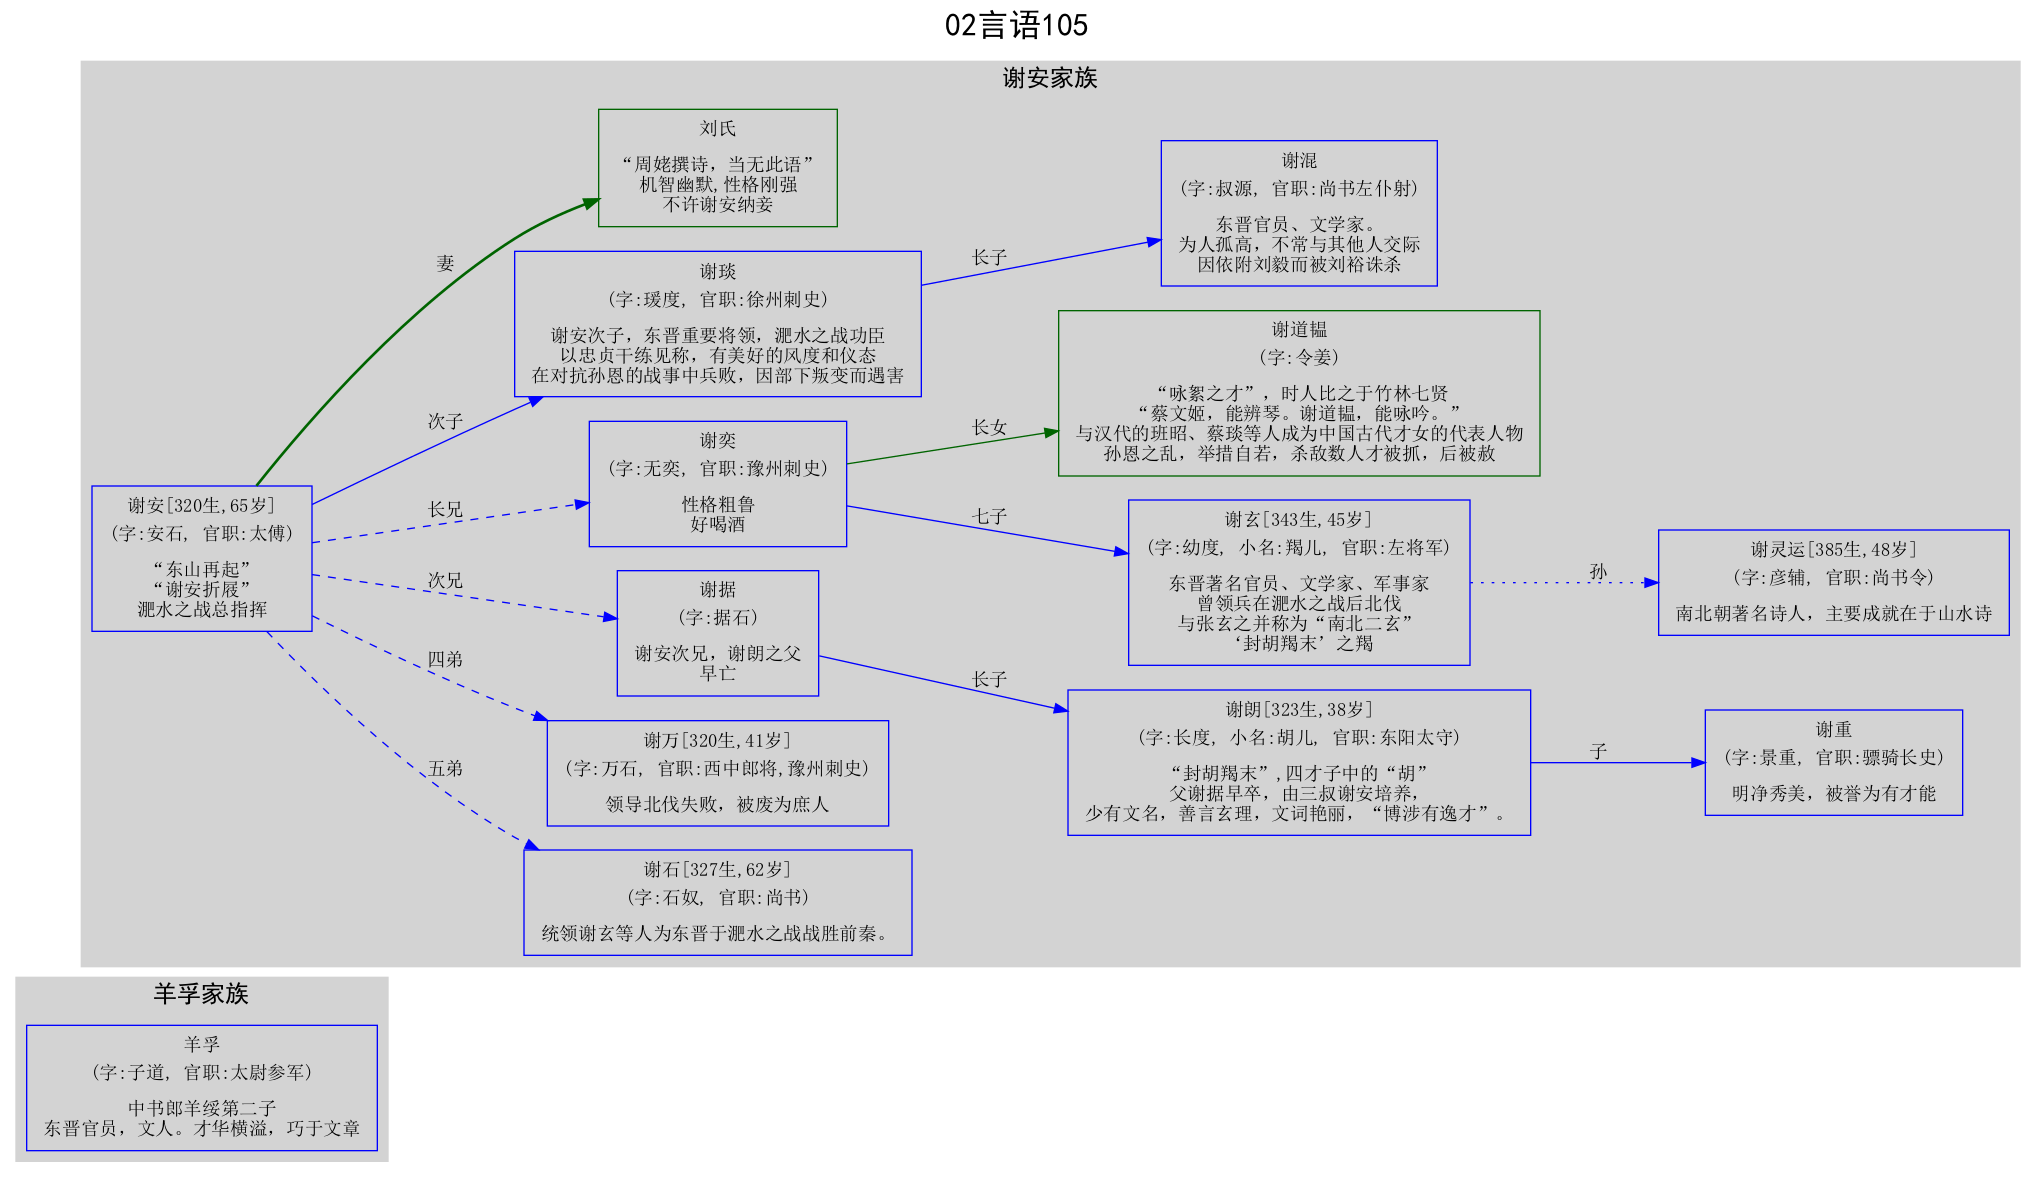 02言语105
谢安家族
刘氏
“周姥撰诗，当无此语”
机智幽默,性格刚强
不许谢安纳妾
妻
谢琰
(字:瑗度, 官职:徐州刺史)
谢安次子，东晋重要将领，淝水之战功臣
以忠贞干练见称，有美好的风度和仪态
在对抗孙恩的战事中兵败，因部下叛变而遇害
次子
长子
谢混
(字:叔源, 官职:尚书左仆射)
东晋官员、文学家。
为人孤高，不常与其他人交际
因依附刘毅而被刘裕诛杀
谢道韫
(字:令姜)
“咏絮之才”，时人比之于竹林七贤
“蔡文姬，能辨琴。谢道韫，能咏吟。”
与汉代的班昭、蔡琰等人成为中国古代才女的代表人物
孙恩之乱，举措自若，杀敌数人才被抓，后被赦
长女
谢奕
(字:无奕, 官职:豫州刺史)
性格粗鲁
好喝酒
长兄
谢安[320生,65岁]
(字:安石, 官职:太傅)
“东山再起”
“谢安折屐”
淝水之战总指挥
七子
谢玄[343生,45岁]
(字:幼度, 小名:羯儿, 官职:左将军)
东晋著名官员、文学家、军事家
曾领兵在淝水之战后北伐
与张玄之并称为“南北二玄”
‘封胡羯末’之羯
孙
谢灵运[385生,48岁]
(字:彦辅, 官职:尚书令)
南北朝著名诗人，主要成就在于山水诗
次兄
谢据
(字:据石)
谢安次兄，谢朗之父
早亡
长子
谢朗[323生,38岁]
(字:长度, 小名:胡儿, 官职:东阳太守)
“封胡羯末”,四才子中的“胡”
父谢据早卒，由三叔谢安培养，
少有文名，善言玄理，文词艳丽，“博涉有逸才”。
子
谢重
(字:景重, 官职:骠骑长史)
明净秀美，被誉为有才能
四弟
谢万[320生,41岁]
(字:万石, 官职:西中郎将,豫州刺史)
领导北伐失败，被废为庶人
五弟
谢石[327生,62岁]
(字:石奴, 官职:尚书)
统领谢玄等人为东晋于淝水之战战胜前秦。
羊孚家族
羊孚
(字:子道, 官职:太尉参军)
中书郎羊绥第二子
东晋官员，文人。才华横溢，巧于文章